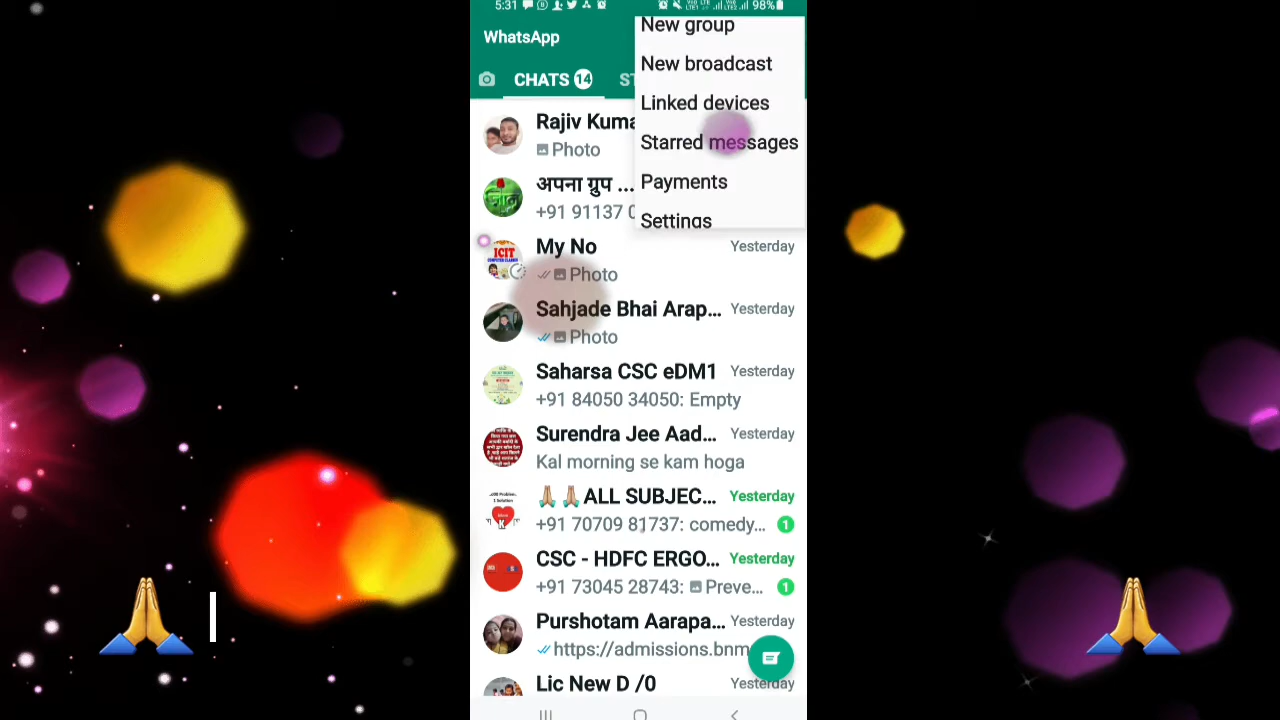 5:31
98%
WhatsApp
New group
New broadcast
Linked devices
Starred messages
Payments
Settings
CHATS 14
ST
Rajiv Kuma
Photo
अपना ग्रुप ...
+91 91137 0
My No
Yesterday
Photo
Sahjade Bhai Arap...
Yesterday
Photo
Saharsa CSC eDM1
Yesterday
+91 84050 34050: Empty
Surendra Jee Aad...
Yesterday
Kal morning se kam hoga
🙏🙏ALL SUBJEC...
Yesterday
+91 70709 81737: comedy...
1
CSC - HDFC ERGO...
Yesterday
+91 73045 28743: Preve...
1
Purshotam Aarapa...
Yesterday
https://admissions.bnm
Lic New D /0
Yesterday
ICIT